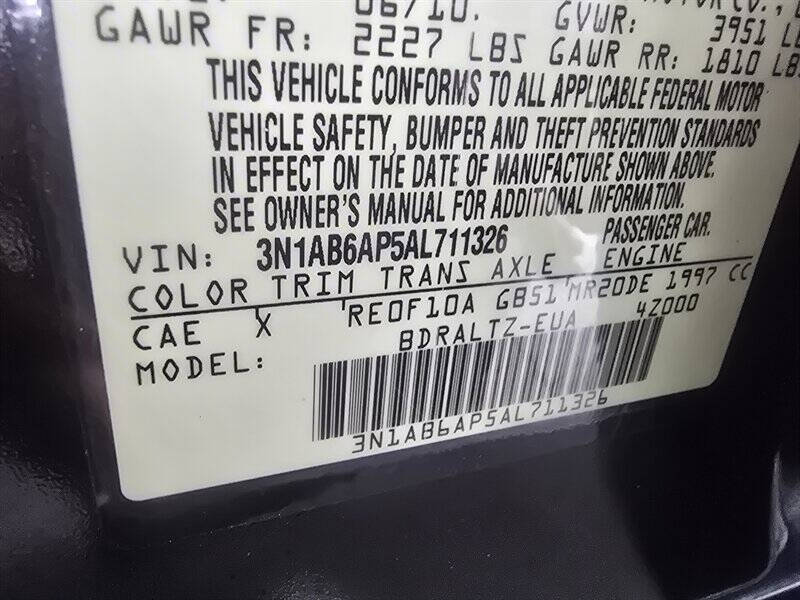 06/10. GVWR: 3951
GAWR FR: 2227 LBS GAWR RR: 1810 LBS
THIS VEHICLE CONFORMS TO ALL APPLICABLE FEDERAL MOTOR
VEHICLE SAFETY, BUMPER AND THEFT PREVENTION STANDARDS
IN EFFECT ON THE DATE OF MANUFACTURE SHOWN ABOVE.
SEE OWNER'S MANUAL FOR ADDITIONAL INFORMATION.
VIN: 3N1AB6AP5AL711326 PASSENGER CAR.
COLOR TRIM TRANS AXLE ENGINE
CAE X RE0F10A GB51 MR20DE 1997 CC
MODEL: BDRALTZ-EUA 4Z000
3N1AB6AP5AL711326